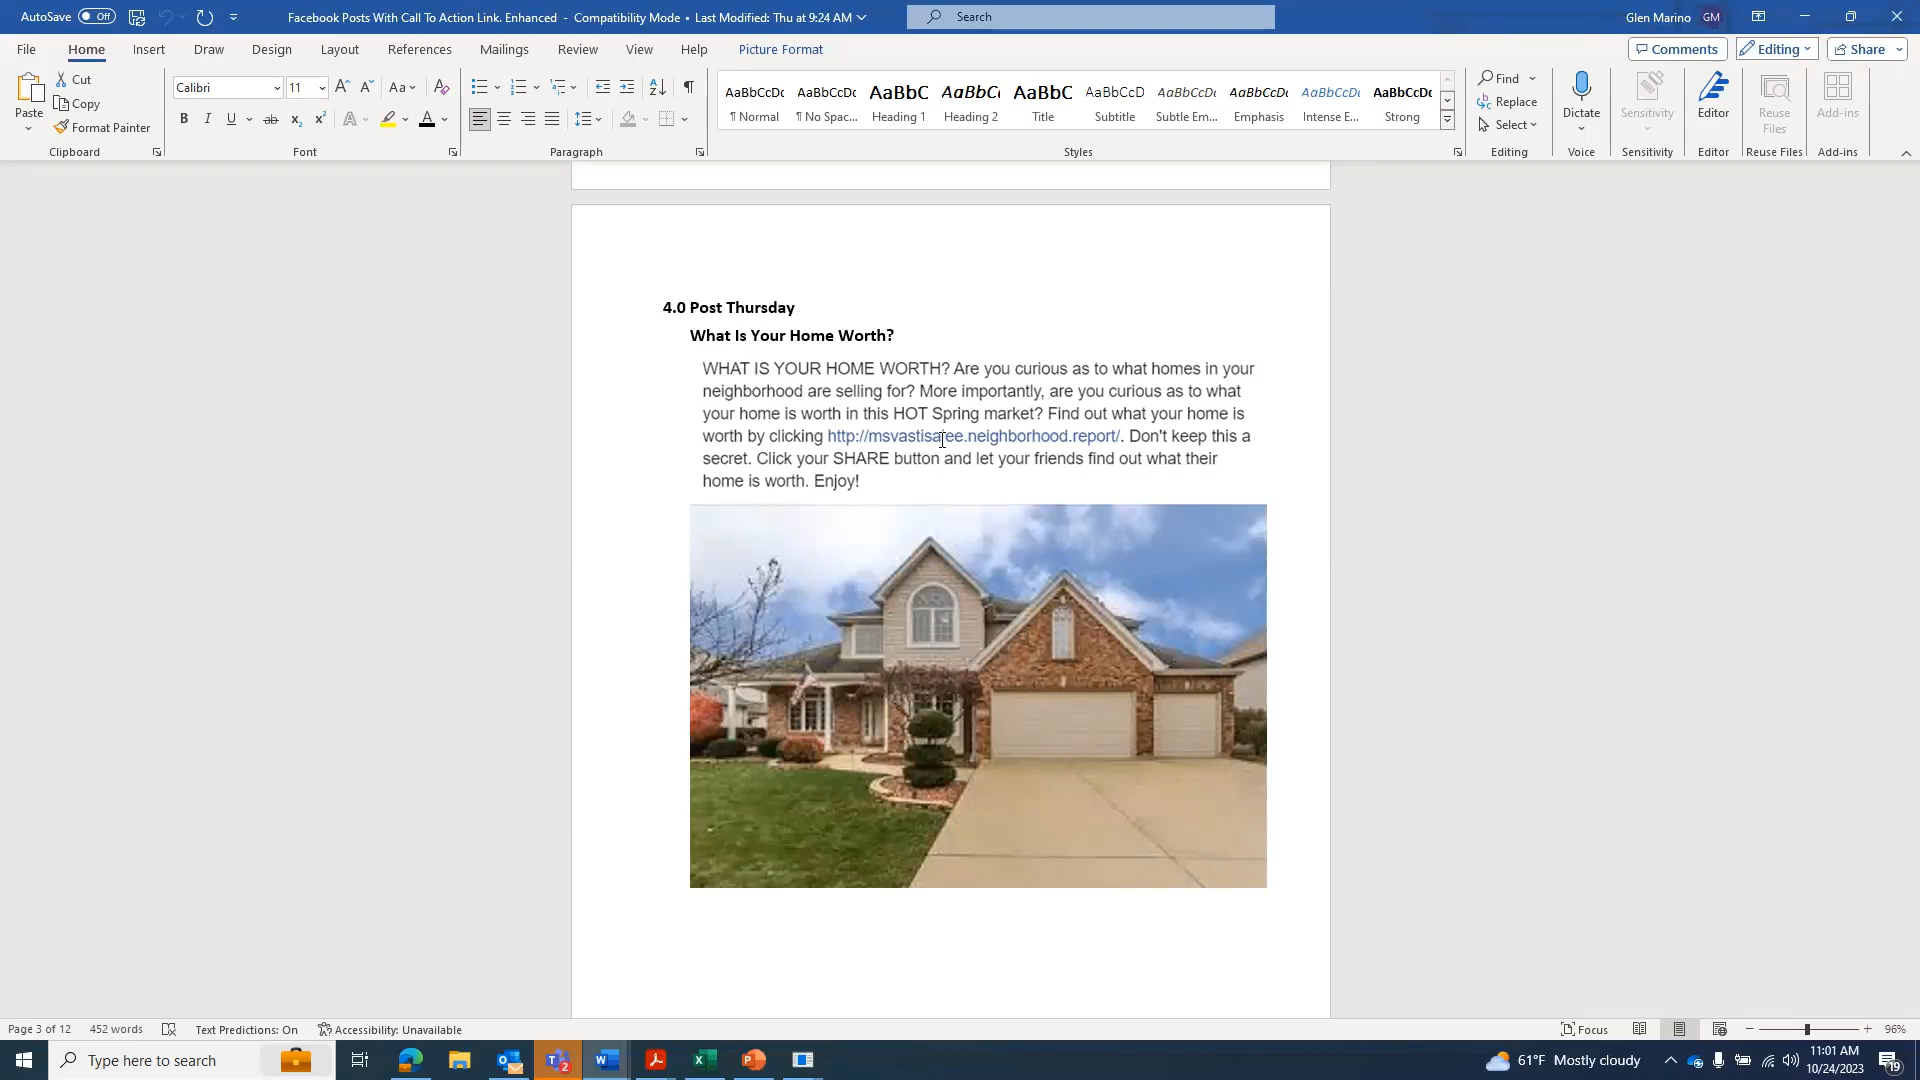 AutoSave Off Facebook Posts With Call To Action Link. Enhanced - Compatibility Mode • Last Modified: Thu at 9:24 AM Search Glen Marino GM
File Home Insert Draw Design Layout References Mailings Review View Help Picture Format Comments Editing Share
Paste Cut Copy Format Painter Clipboard
Calibri 11 Font
Paragraph
AaBbCcDc ¶ Normal
AaBbCcDc ¶ No Spac...
AaBbC Heading 1
AaBbC Heading 2
AaBbC Title
AaBbCcD Subtitle
AaBbCcDc Subtle Em...
AaBbCcDc Emphasis
AaBbCcDc Intense E...
AaBbCcDc Strong
Styles
Find Replace Select Editing
Dictate Voice
Sensitivity Sensitivity
Editor Editor
Reuse Files Reuse Files
Add-ins Add-ins
4.0 Post Thursday
What Is Your Home Worth?
WHAT IS YOUR HOME WORTH? Are you curious as to what homes in your
neighborhood are selling for? More importantly, are you curious as to what
your home is worth in this HOT Spring market? Find out what your home is
worth by clicking neighborhood.report/. Don't keep this a
secret. Click your SHARE button and let your friends find out what their
home is worth. Enjoy!
Page 3 of 12 452 words Text Predictions: On Accessibility: Unavailable Focus 96%
Type here to search 2 61°F Mostly cloudy 11:01 AM
10/24/2023 19